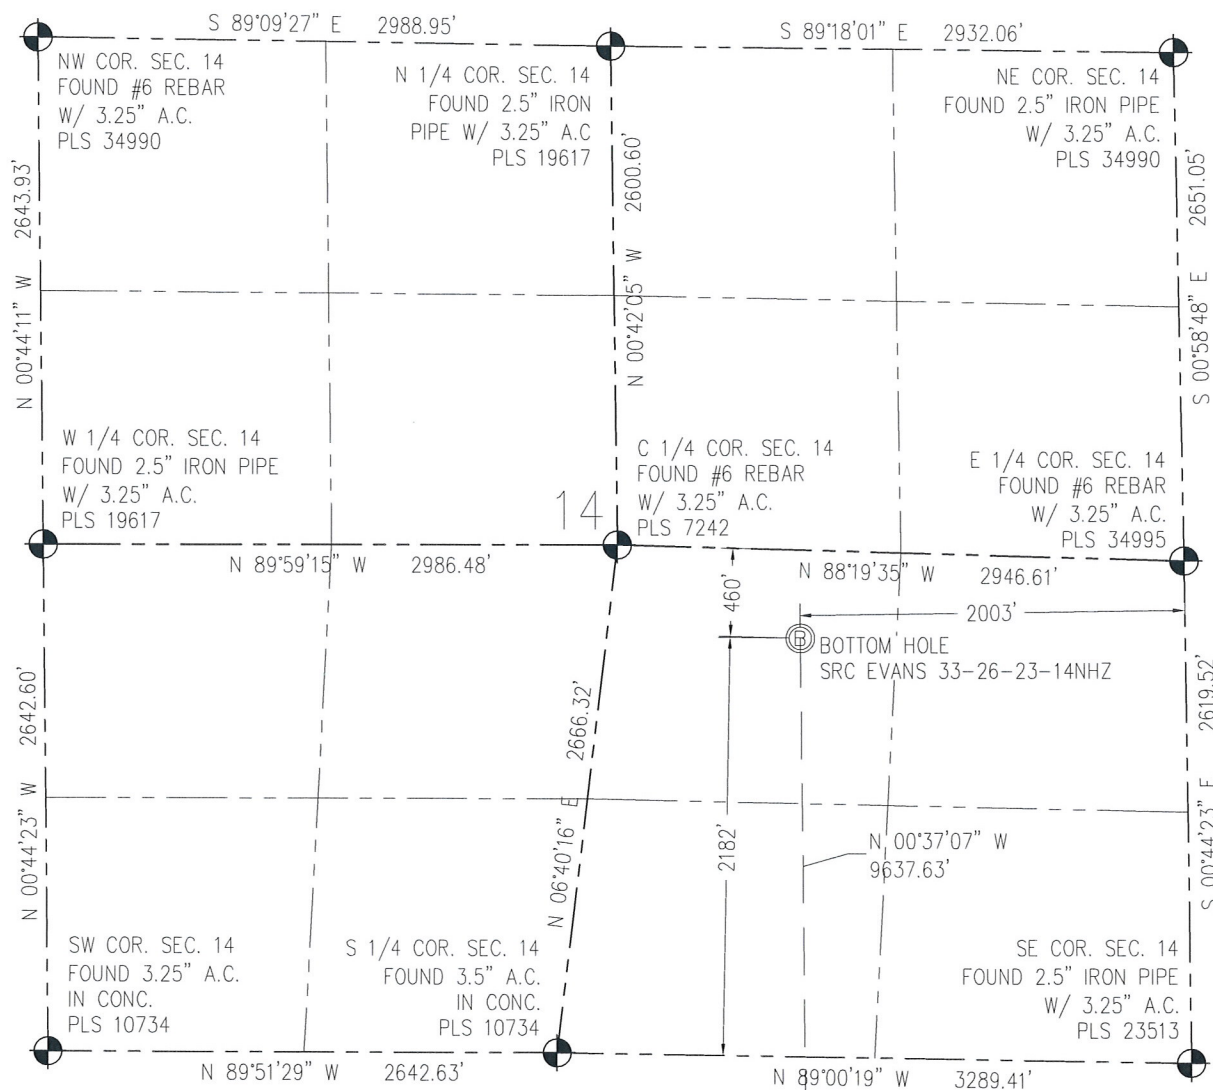 S 89°09'27" E 2988.95'
S 89°18'01" E 2932.06'
NW COR. SEC. 14
FOUND #6 REBAR
W/ 3.25" A.C.
PLS 34990
N 1/4 COR. SEC. 14
FOUND 2.5" IRON
PIPE W/ 3.25" A.C
PLS 19617
NE COR. SEC. 14
FOUND 2.5" IRON PIPE
W/ 3.25" A.C.
PLS 34990
N 00°44'11" W 2643.93'
N 00°42'05" W 2600.60'
S 00°58'48" E 2651.05'
W 1/4 COR. SEC. 14
FOUND 2.5" IRON PIPE
W/ 3.25" A.C.
PLS 19617
14
C 1/4 COR. SEC. 14
FOUND #6 REBAR
W/ 3.25" A.C.
PLS 7242
E 1/4 COR. SEC. 14
FOUND #6 REBAR
W/ 3.25" A.C.
PLS 34995
N 89°59'15" W 2986.48'
N 88°19'35" W 2946.61'
460'
2003'
B
BOTTOM HOLE
SRC EVANS 33-26-23-14NHZ
N 00°44'23" W 2642.60'
N 06°40'16" E 2666.32'
2182'
N 00°37'07" W
9637.63'
S 00°44'23" E 2619.52'
SW COR. SEC. 14
FOUND 3.25" A.C.
IN CONC.
PLS 10734
S 1/4 COR. SEC. 14
FOUND 3.5" A.C.
IN CONC.
PLS 10734
SE COR. SEC. 14
FOUND 2.5" IRON PIPE
W/ 3.25" A.C.
PLS 23513
N 89°51'29" W 2642.63'
N 89°00'19" W 3289.41'